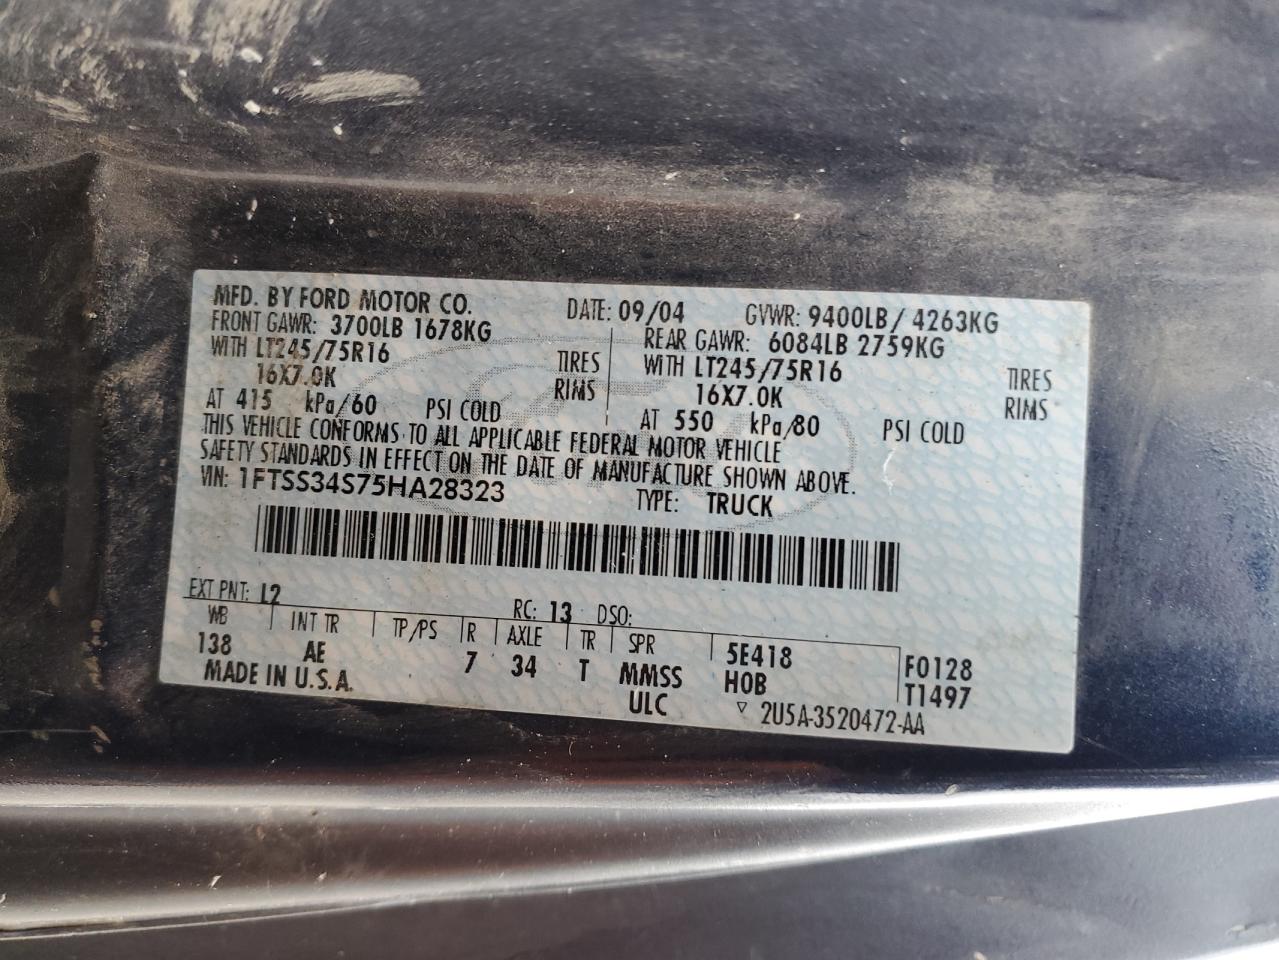 MFD. BY FORD MOTOR CO. DATE: 09/04 GVWR: 9400LB / 4263KG
FRONT GAWR: 3700LB 1678KG REAR GAWR: 6084LB 2759KG
WITH LT245/75R16 TIRES WITH LT245/75R16 TIRES
16X7.0K RIMS 16X7.0K RIMS
AT 415 kPa/60 PSI COLD AT 550 kPa/80 PSI COLD
THIS VEHICLE CONFORMS TO ALL APPLICABLE FEDERAL MOTOR VEHICLE
SAFETY STANDARDS IN EFFECT ON THE DATE OF MANUFACTURE SHOWN ABOVE.
VIN: 1FTSS34S75HA28323 TYPE: TRUCK
EXT PNT: L2 RC: 13 DSO:
WB INT TR TP/PS R AXLE TR SPR 5E418 F0128
138 AE 7 34 T MMSS H0B T1497
MADE IN U.S.A. ULC ▽ 2U5A-3520472-AA